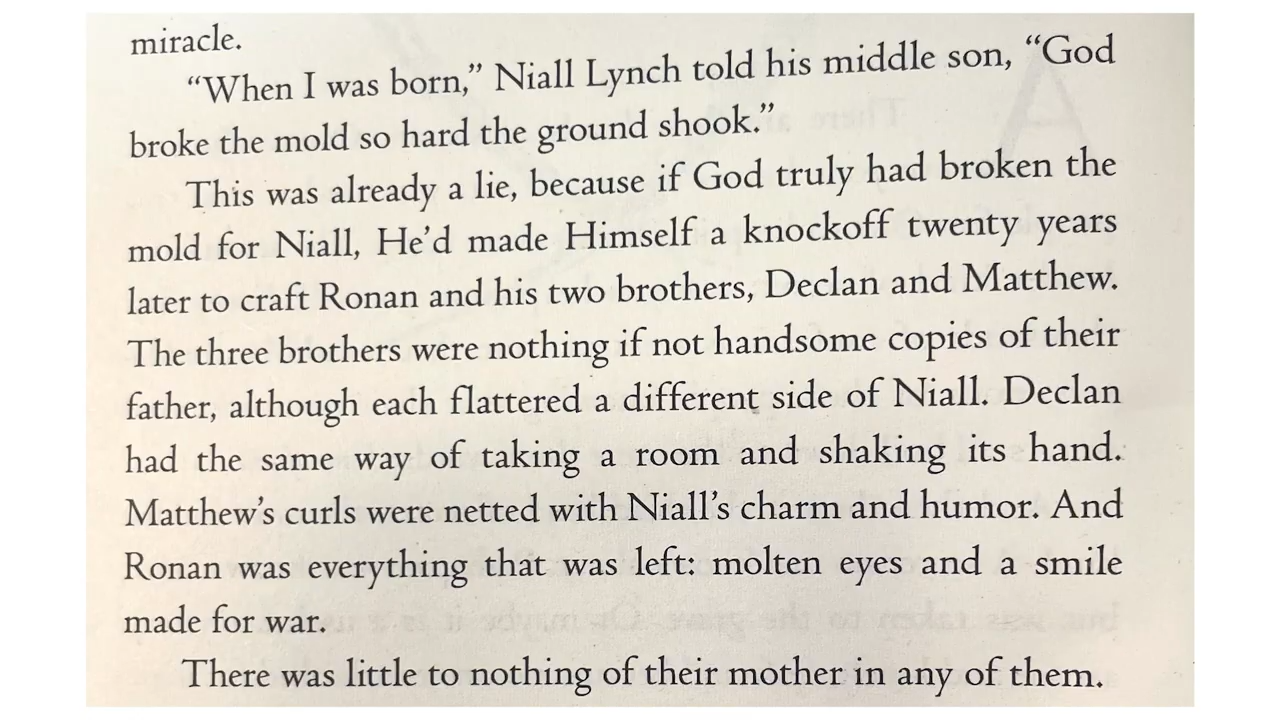 miracle.
“When I was born,” Niall Lynch told his middle son, “God
broke the mold so hard the ground shook.”
This was already a lie, because if God truly had broken the
mold for Niall, He’d made Himself a knockoff twenty years
later to craft Ronan and his two brothers, Declan and Matthew.
The three brothers were nothing if not handsome copies of their
father, although each flattered a different side of Niall. Declan
had the same way of taking a room and shaking its hand.
Matthew’s curls were netted with Niall’s charm and humor. And
Ronan was everything that was left: molten eyes and a smile
made for war.
There was little to nothing of their mother in any of them.